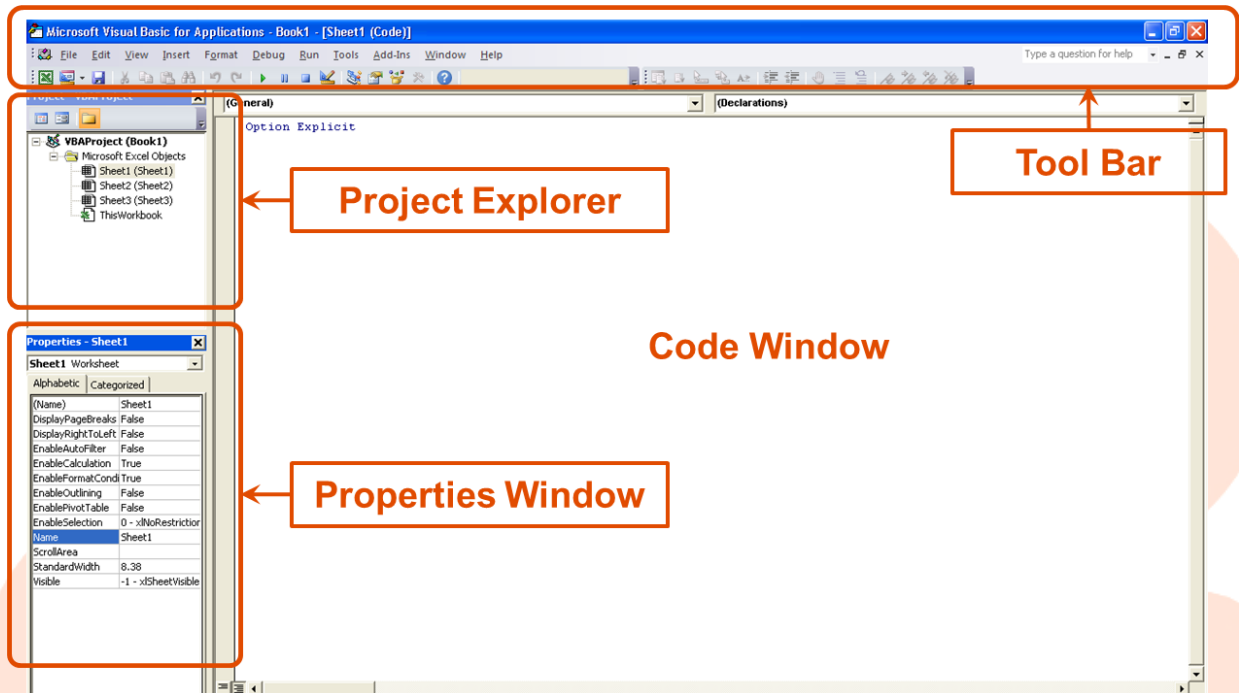 Microsoft Visual Basic for Applications - Book1 - [Sheet1 (Code)]
File Edit View Insert Format Debug Run Tools Add-Ins Window Help
Type a question for help
(General)
(Declarations)
Option Explicit
Tool Bar
VBAProject (Book1)
Microsoft Excel Objects
Sheet1 (Sheet1)
Sheet2 (Sheet2)
Sheet3 (Sheet3)
ThisWorkbook
Project Explorer
Code Window
Properties - Sheet1
Sheet1 Worksheet
Alphabetic Categorized
(Name) Sheet1
DisplayPageBreaks False
DisplayRightToLeft False
EnableAutoFilter False
EnableCalculation True
EnableFormatCondi True
EnableOutlining False
EnablePivotTable False
EnableSelection 0 - xlNoRestriction
Name Sheet1
ScrollArea
StandardWidth 8.38
Visible -1 - xlSheetVisible
Properties Window